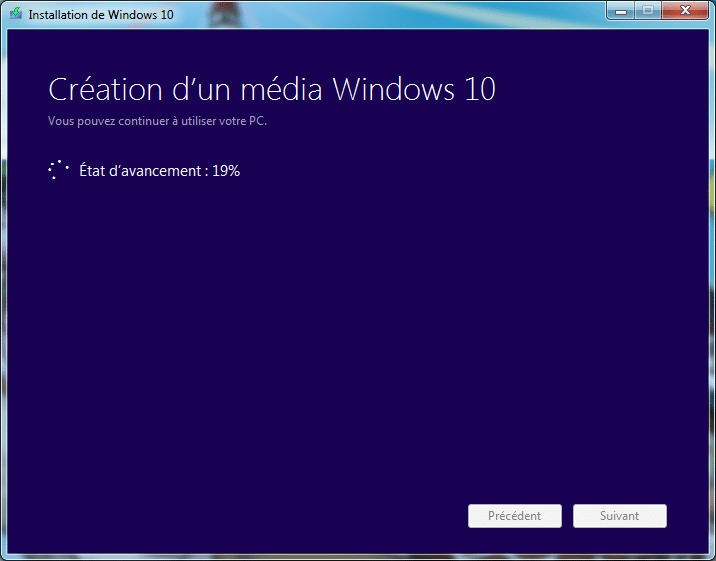 Installation de Windows 10
Création d’un média Windows 10
Vous pouvez continuer à utiliser votre PC.
État d’avancement : 19%
Précédent
Suivant